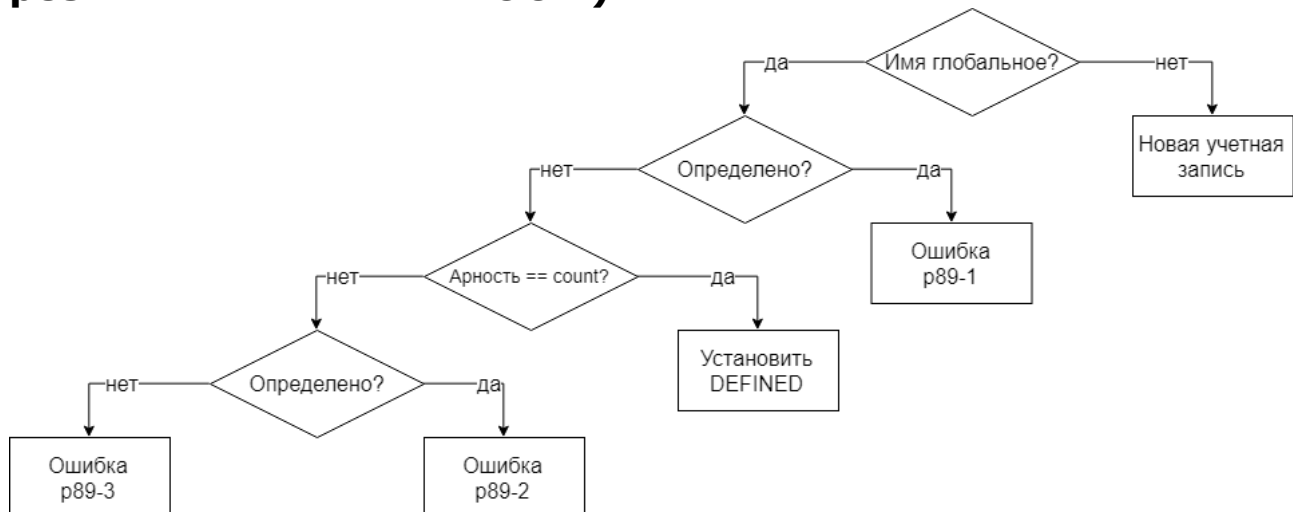 да
Имя глобальное?
нет
Новая учетная
запись
нет
Определено?
да
Ошибка
p89-1
нет
Арность == count?
да
Установить
DEFINED
нет
Определено?
да
Ошибка
p89-3
Ошибка
p89-2